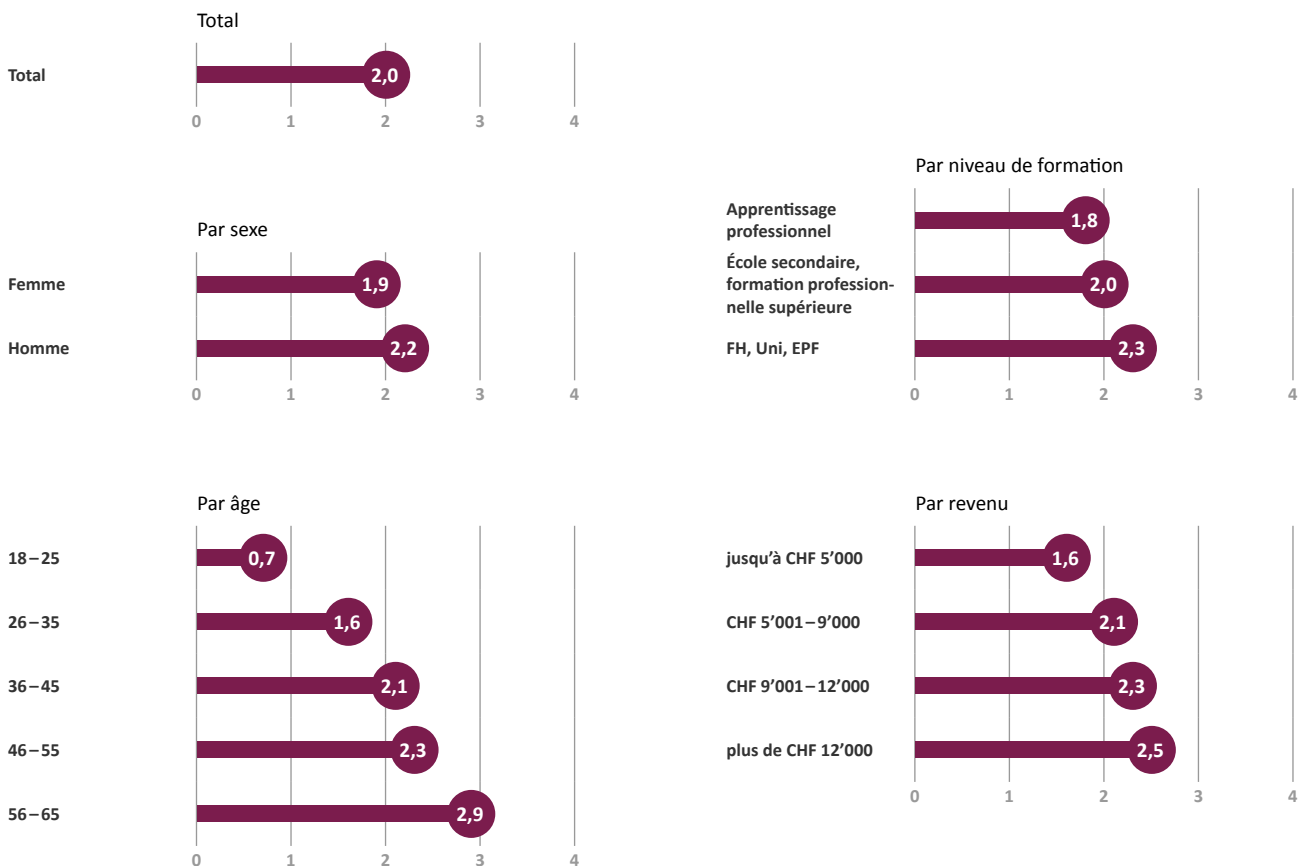 Total
Total
2,0
0 1 2 3 4
Par sexe
Femme
1,9
Homme
2,2
0 1 2 3 4
Par âge
18–25
0,7
26–35
1,6
36–45
2,1
46–55
2,3
56–65
2,9
0 1 2 3 4
Par niveau de formation
Apprentissage
professionnel
1,8
École secondaire,
formation profession-
nelle supérieure
2,0
FH, Uni, EPF
2,3
0 1 2 3 4
Par revenu
jusqu’à CHF 5’000
1,6
CHF 5’001–9’000
2,1
CHF 9’001–12’000
2,3
plus de CHF 12’000
2,5
0 1 2 3 4